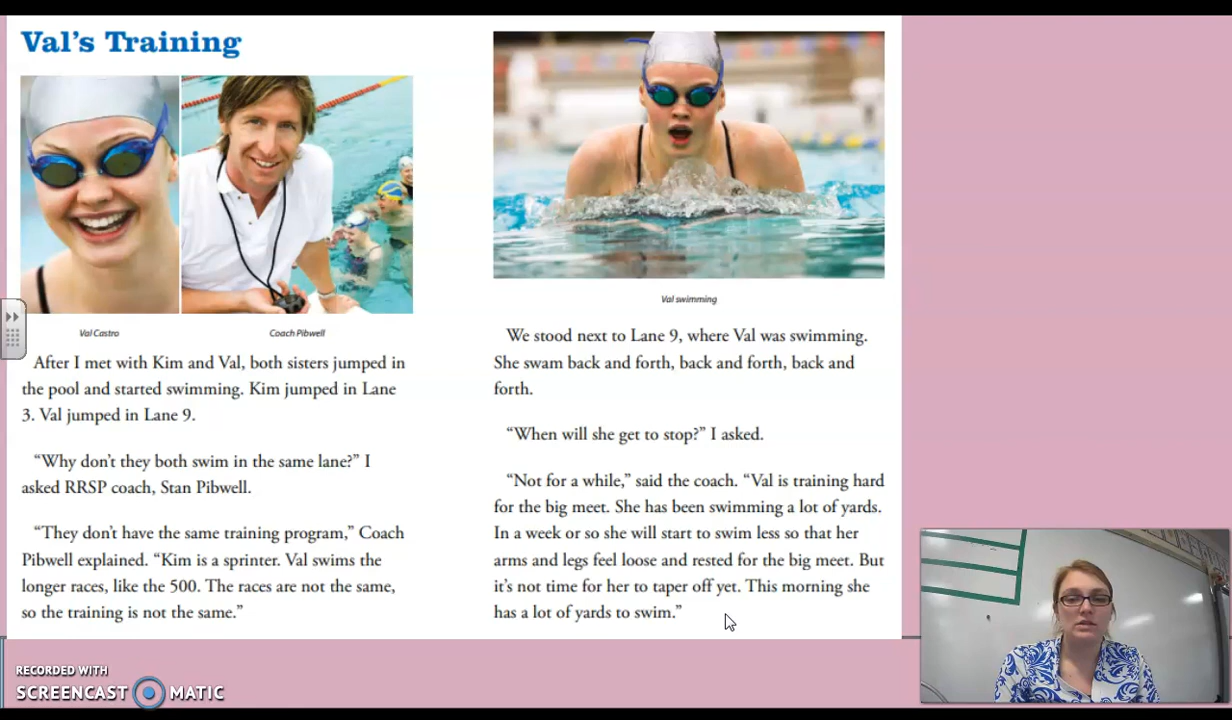 Val's Training
Val Castro
Coach Pibwell
After I met with Kim and Val, both sisters jumped in
the pool and started swimming. Kim jumped in Lane
3. Val jumped in Lane 9.
“Why don’t they both swim in the same lane?” I
asked RRSP coach, Stan Pibwell.
“They don’t have the same training program,” Coach
Pibwell explained. “Kim is a sprinter. Val swims the
longer races, like the 500. The races are not the same,
so the training is not the same.”
Val swimming
We stood next to Lane 9, where Val was swimming.
She swam back and forth, back and forth, back and
forth.
“When will she get to stop?” I asked.
“Not for a while,” said the coach. “Val is training hard
for the big meet. She has been swimming a lot of yards.
In a week or so she will start to swim less so that her
arms and legs feel loose and rested for the big meet. But
it’s not time for her to taper off yet. This morning she
has a lot of yards to swim.”
RECORDED WITH
SCREENCAST MATIC